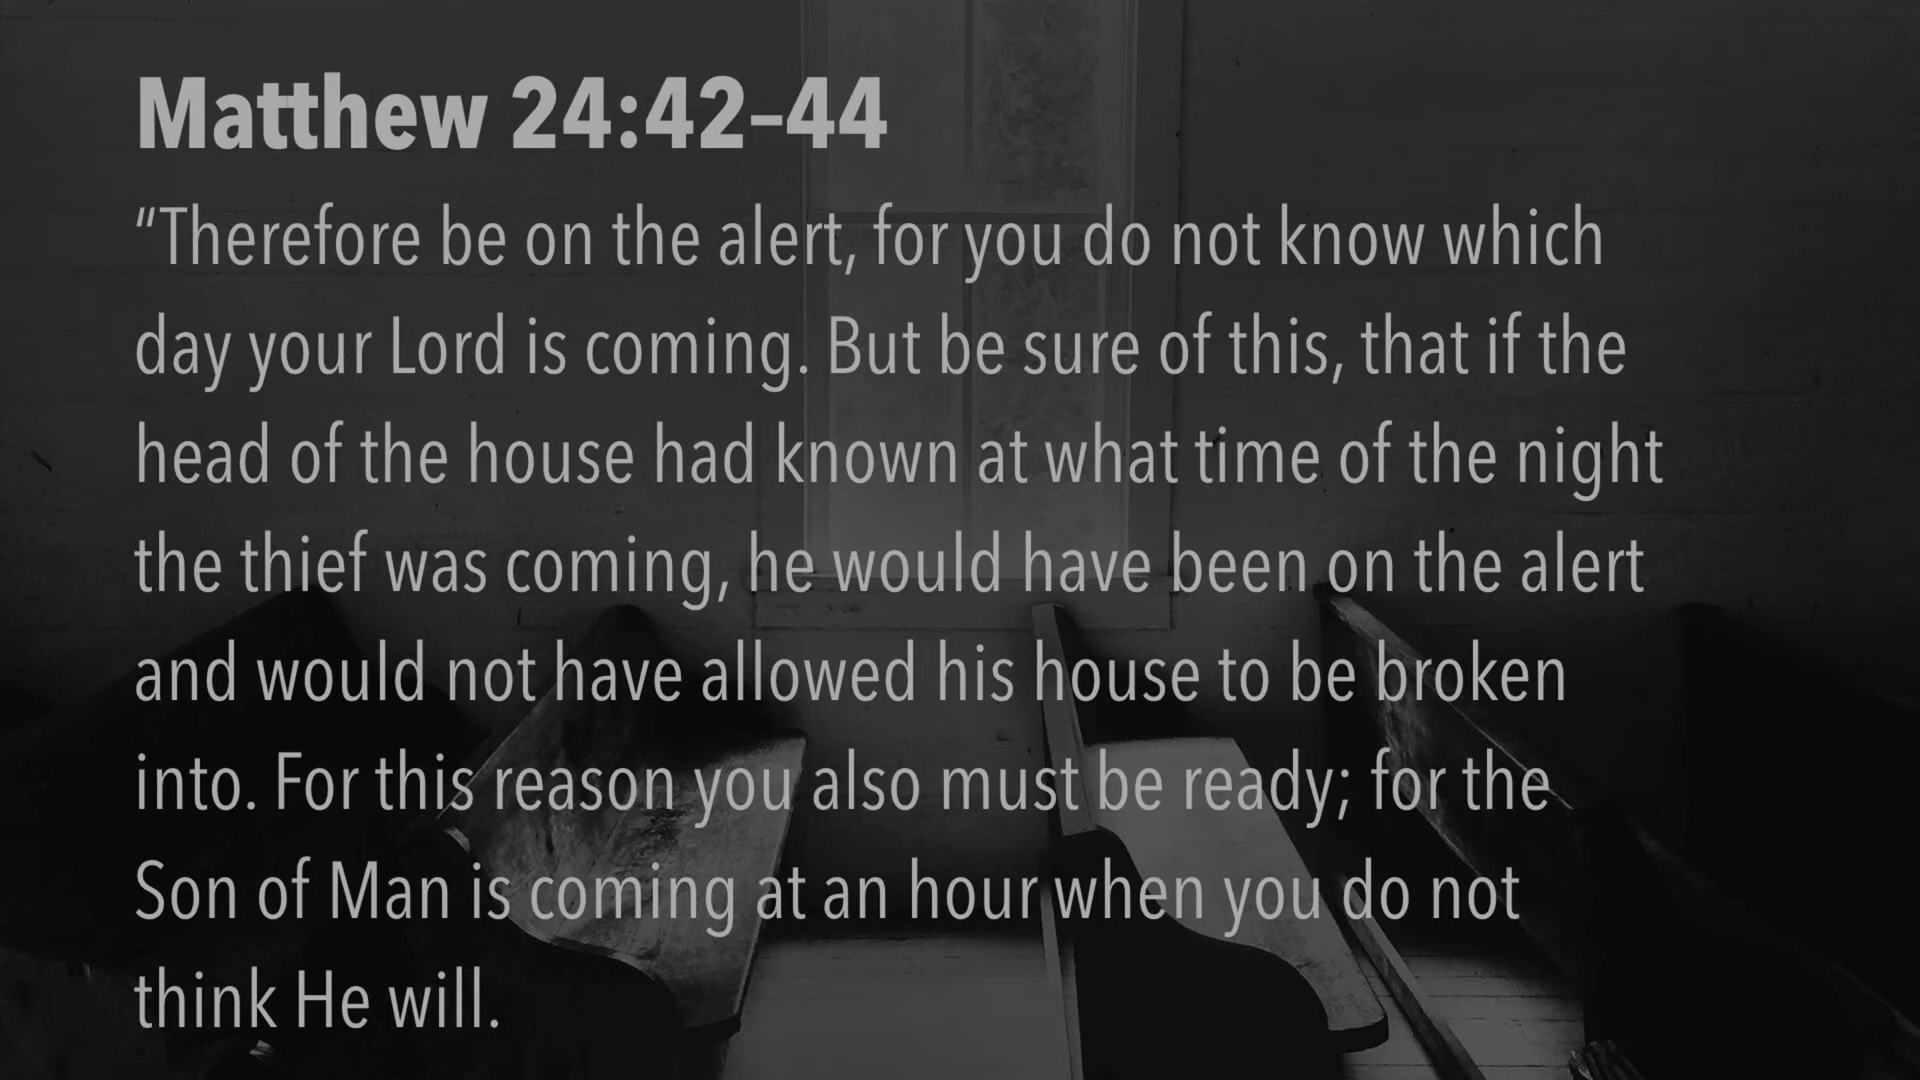 Matthew 24:42–44
“Therefore be on the alert, for you do not know which
day your Lord is coming. But be sure of this, that if the
head of the house had known at what time of the night
the thief was coming, he would have been on the alert
and would not have allowed his house to be broken
into. For this reason you also must be ready; for the
Son of Man is coming at an hour when you do not
think He will.